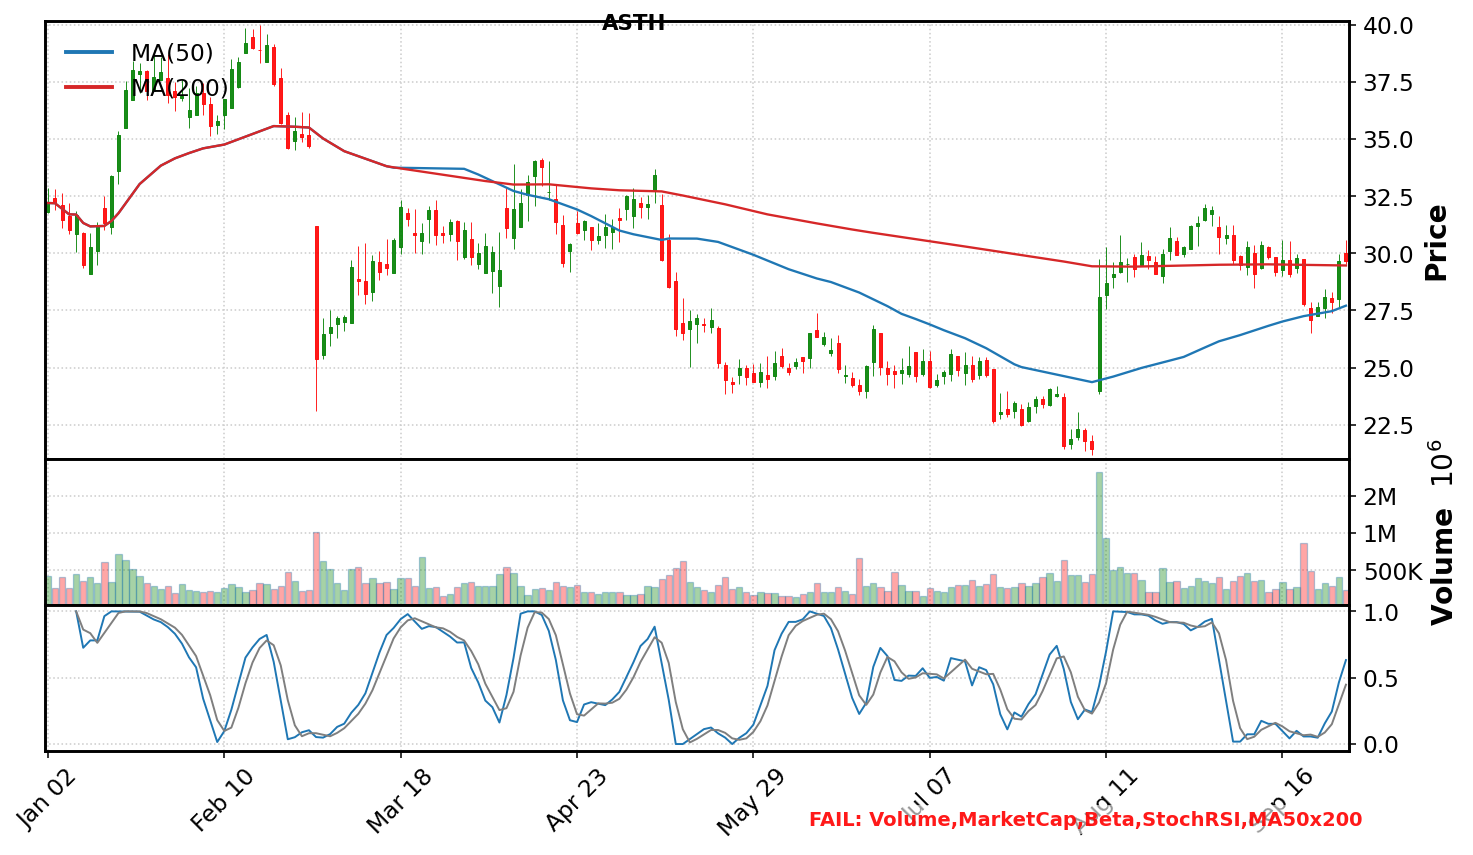 ASTH
MA(50)
MA(200)
40.0
37.5
35.0
32.5
30.0
27.5
25.0
22.5
Price
2M
1M
500K
Volume 10^6
1.0
0.5
0.0
Jan 02
Feb 10
Mar 18
Apr 23
May 29
Jul 07
Aug 11
Sep 16
FAIL: Volume,MarketCap,Beta,StochRSI,MA50x200